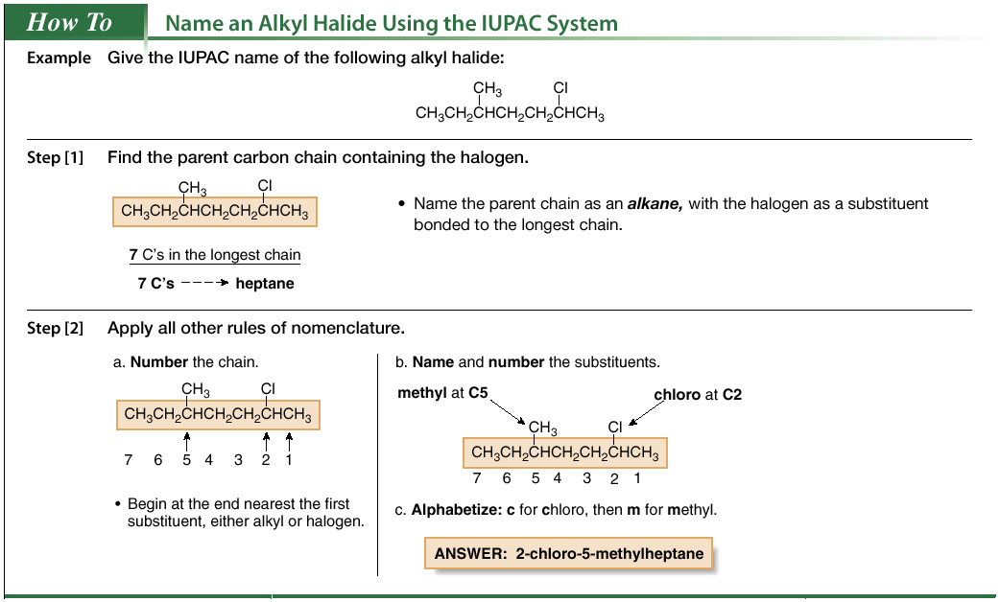 How To Name an Alkyl Halide Using the IUPAC System
Example Give the IUPAC name of the following alkyl halide:
CH₃ Cl
CH₃CH₂CHCH₂CH₂CHCH₃
Step [1] Find the parent carbon chain containing the halogen.
CH₃ Cl
CH₃CH₂CHCH₂CH₂CHCH₃
7 C's in the longest chain
7 C's heptane
• Name the parent chain as an alkane, with the halogen as a substituent
bonded to the longest chain.
Step [2] Apply all other rules of nomenclature.
a. Number the chain.
CH₃ Cl
CH₃CH₂CHCH₂CH₂CHCH₃
7 6 5 4 3 2 1
• Begin at the end nearest the first
substituent, either alkyl or halogen.
b. Name and number the substituents.
methyl at C5 chloro at C2
CH₃ Cl
CH₃CH₂CHCH₂CH₂CHCH₃
7 6 5 4 3 2 1
c. Alphabetize: c for chloro, then m for methyl.
ANSWER: 2-chloro-5-methylheptane